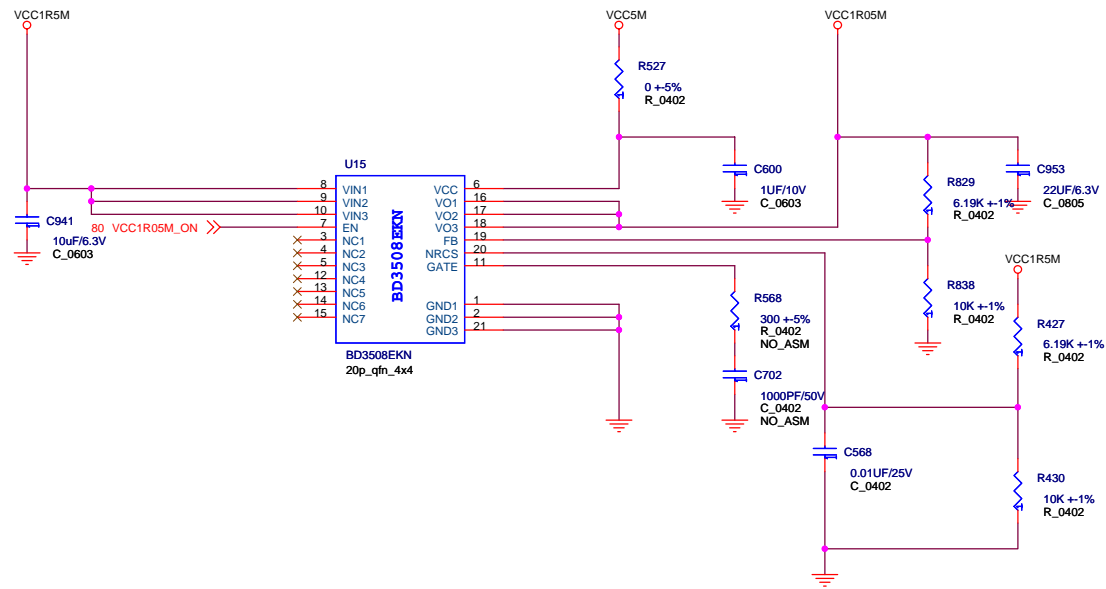 VCC1R5M
VCC5M
VCC1R05M
R527
0 +-5%
R_0402
U15
C600
1UF/10V
C_0603
R829
6.19K +-1%
R_0402
C953
22UF/6.3V
C_0805
8 VIN1 VCC 6
9 VIN2 VO1 16
10 VIN3 VO2 17
7 EN VO3 18
3 NC1 FB 19
4 NC2 NRCS 20
5 NC3 GATE 11
12 NC4
13 NC5
14 NC6 GND1 1
15 NC7 GND2 2
GND3 21
BD3508EKN
C941
10uF/6.3V
C_0603
80 VCC1R05M_ON
BD3508EKN
20p_qfn_4x4
R568
300 +-5%
R_0402
NO_ASM
C702
1000PF/50V
C_0402
NO_ASM
R838
10K +-1%
R_0402
VCC1R5M
R427
6.19K +-1%
R_0402
C568
0.01UF/25V
C_0402
R430
10K +-1%
R_0402